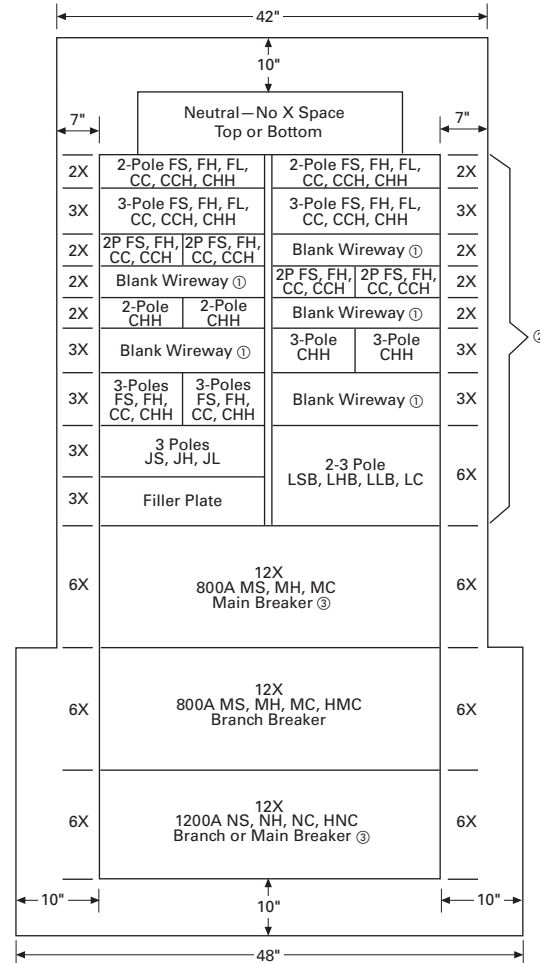 42"
10"
7"
Neutral—No X Space
Top or Bottom
7"
2X
2-Pole FS, FH, FL,
CC, CCH, CHH
2-Pole FS, FH, FL,
CC, CCH, CHH
2X
3X
3-Pole FS, FH, FL,
CC, CCH, CHH
3-Pole FS, FH, FL,
CC, CCH, CHH
3X
2X
2P FS, FH,
CC, CCH
2P FS, FH,
CC, CCH
Blank Wireway ①
2X
2X
Blank Wireway ①
2P FS, FH,
CC, CCH
2P FS, FH,
CC, CCH
2X
2X
2-Pole
CHH
2-Pole
CHH
Blank Wireway ①
2X
②
3X
Blank Wireway ①
3-Pole
CHH
3-Pole
CHH
3X
3X
3-Poles
FS, FH,
CC, CHH
3-Poles
FS, FH,
CC, CHH
Blank Wireway ①
3X
3X
3 Poles
JS, JH, JL
2-3 Pole
LSB, LHB, LLB, LC
6X
3X
Filler Plate
6X
12X
800A MS, MH, MC
Main Breaker ③
6X
6X
12X
800A MS, MH, MC, HMC
Branch Breaker
6X
6X
12X
1200A NS, NH, NC, HNC
Branch or Main Breaker ③
6X
10"
10"
10"
48"